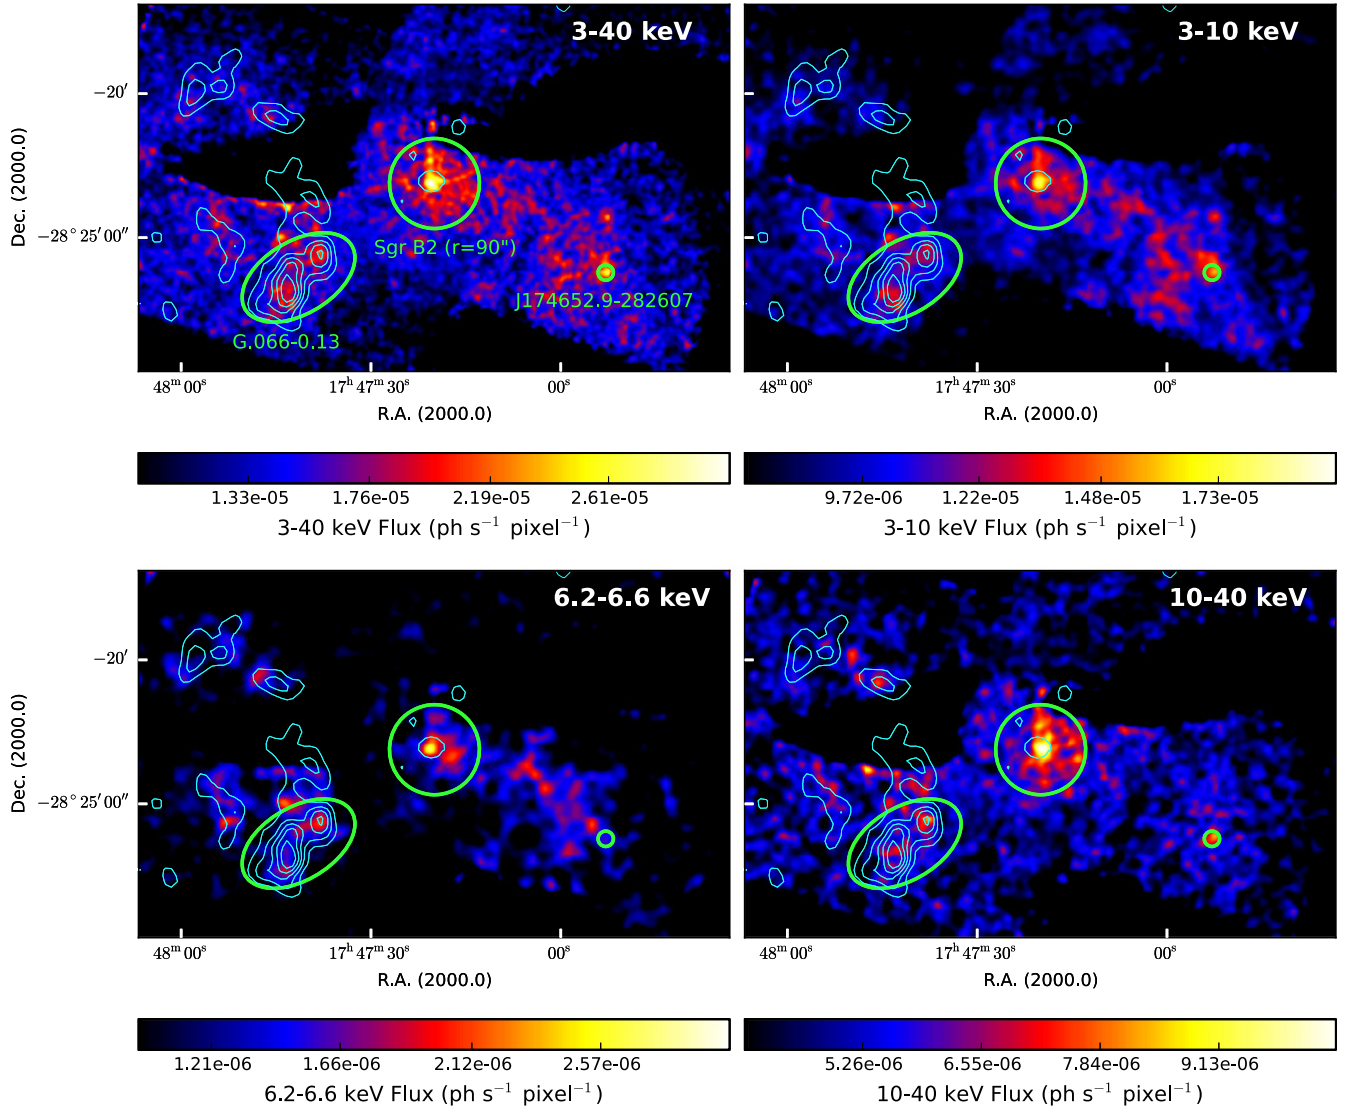 3-40 keV
3-10 keV
Dec. (2000.0)
−20′
−28° 25′ 00″
Sgr B2 (r=90")
J174652.9-282607
G.066-0.13
48ᵐ 00ˢ
17ʰ 47ᵐ 30ˢ
00ˢ
48ᵐ 00ˢ
17ʰ 47ᵐ 30ˢ
00ˢ
R.A. (2000.0)
R.A. (2000.0)
1.33e-05
1.76e-05
2.19e-05
2.61e-05
9.72e-06
1.22e-05
1.48e-05
1.73e-05
3-40 keV Flux (ph s⁻¹ pixel⁻¹)
3-10 keV Flux (ph s⁻¹ pixel⁻¹)
6.2-6.6 keV
10-40 keV
Dec. (2000.0)
−20′
−28° 25′ 00″
48ᵐ 00ˢ
17ʰ 47ᵐ 30ˢ
00ˢ
48ᵐ 00ˢ
17ʰ 47ᵐ 30ˢ
00ˢ
R.A. (2000.0)
R.A. (2000.0)
1.21e-06
1.66e-06
2.12e-06
2.57e-06
5.26e-06
6.55e-06
7.84e-06
9.13e-06
6.2-6.6 keV Flux (ph s⁻¹ pixel⁻¹)
10-40 keV Flux (ph s⁻¹ pixel⁻¹)